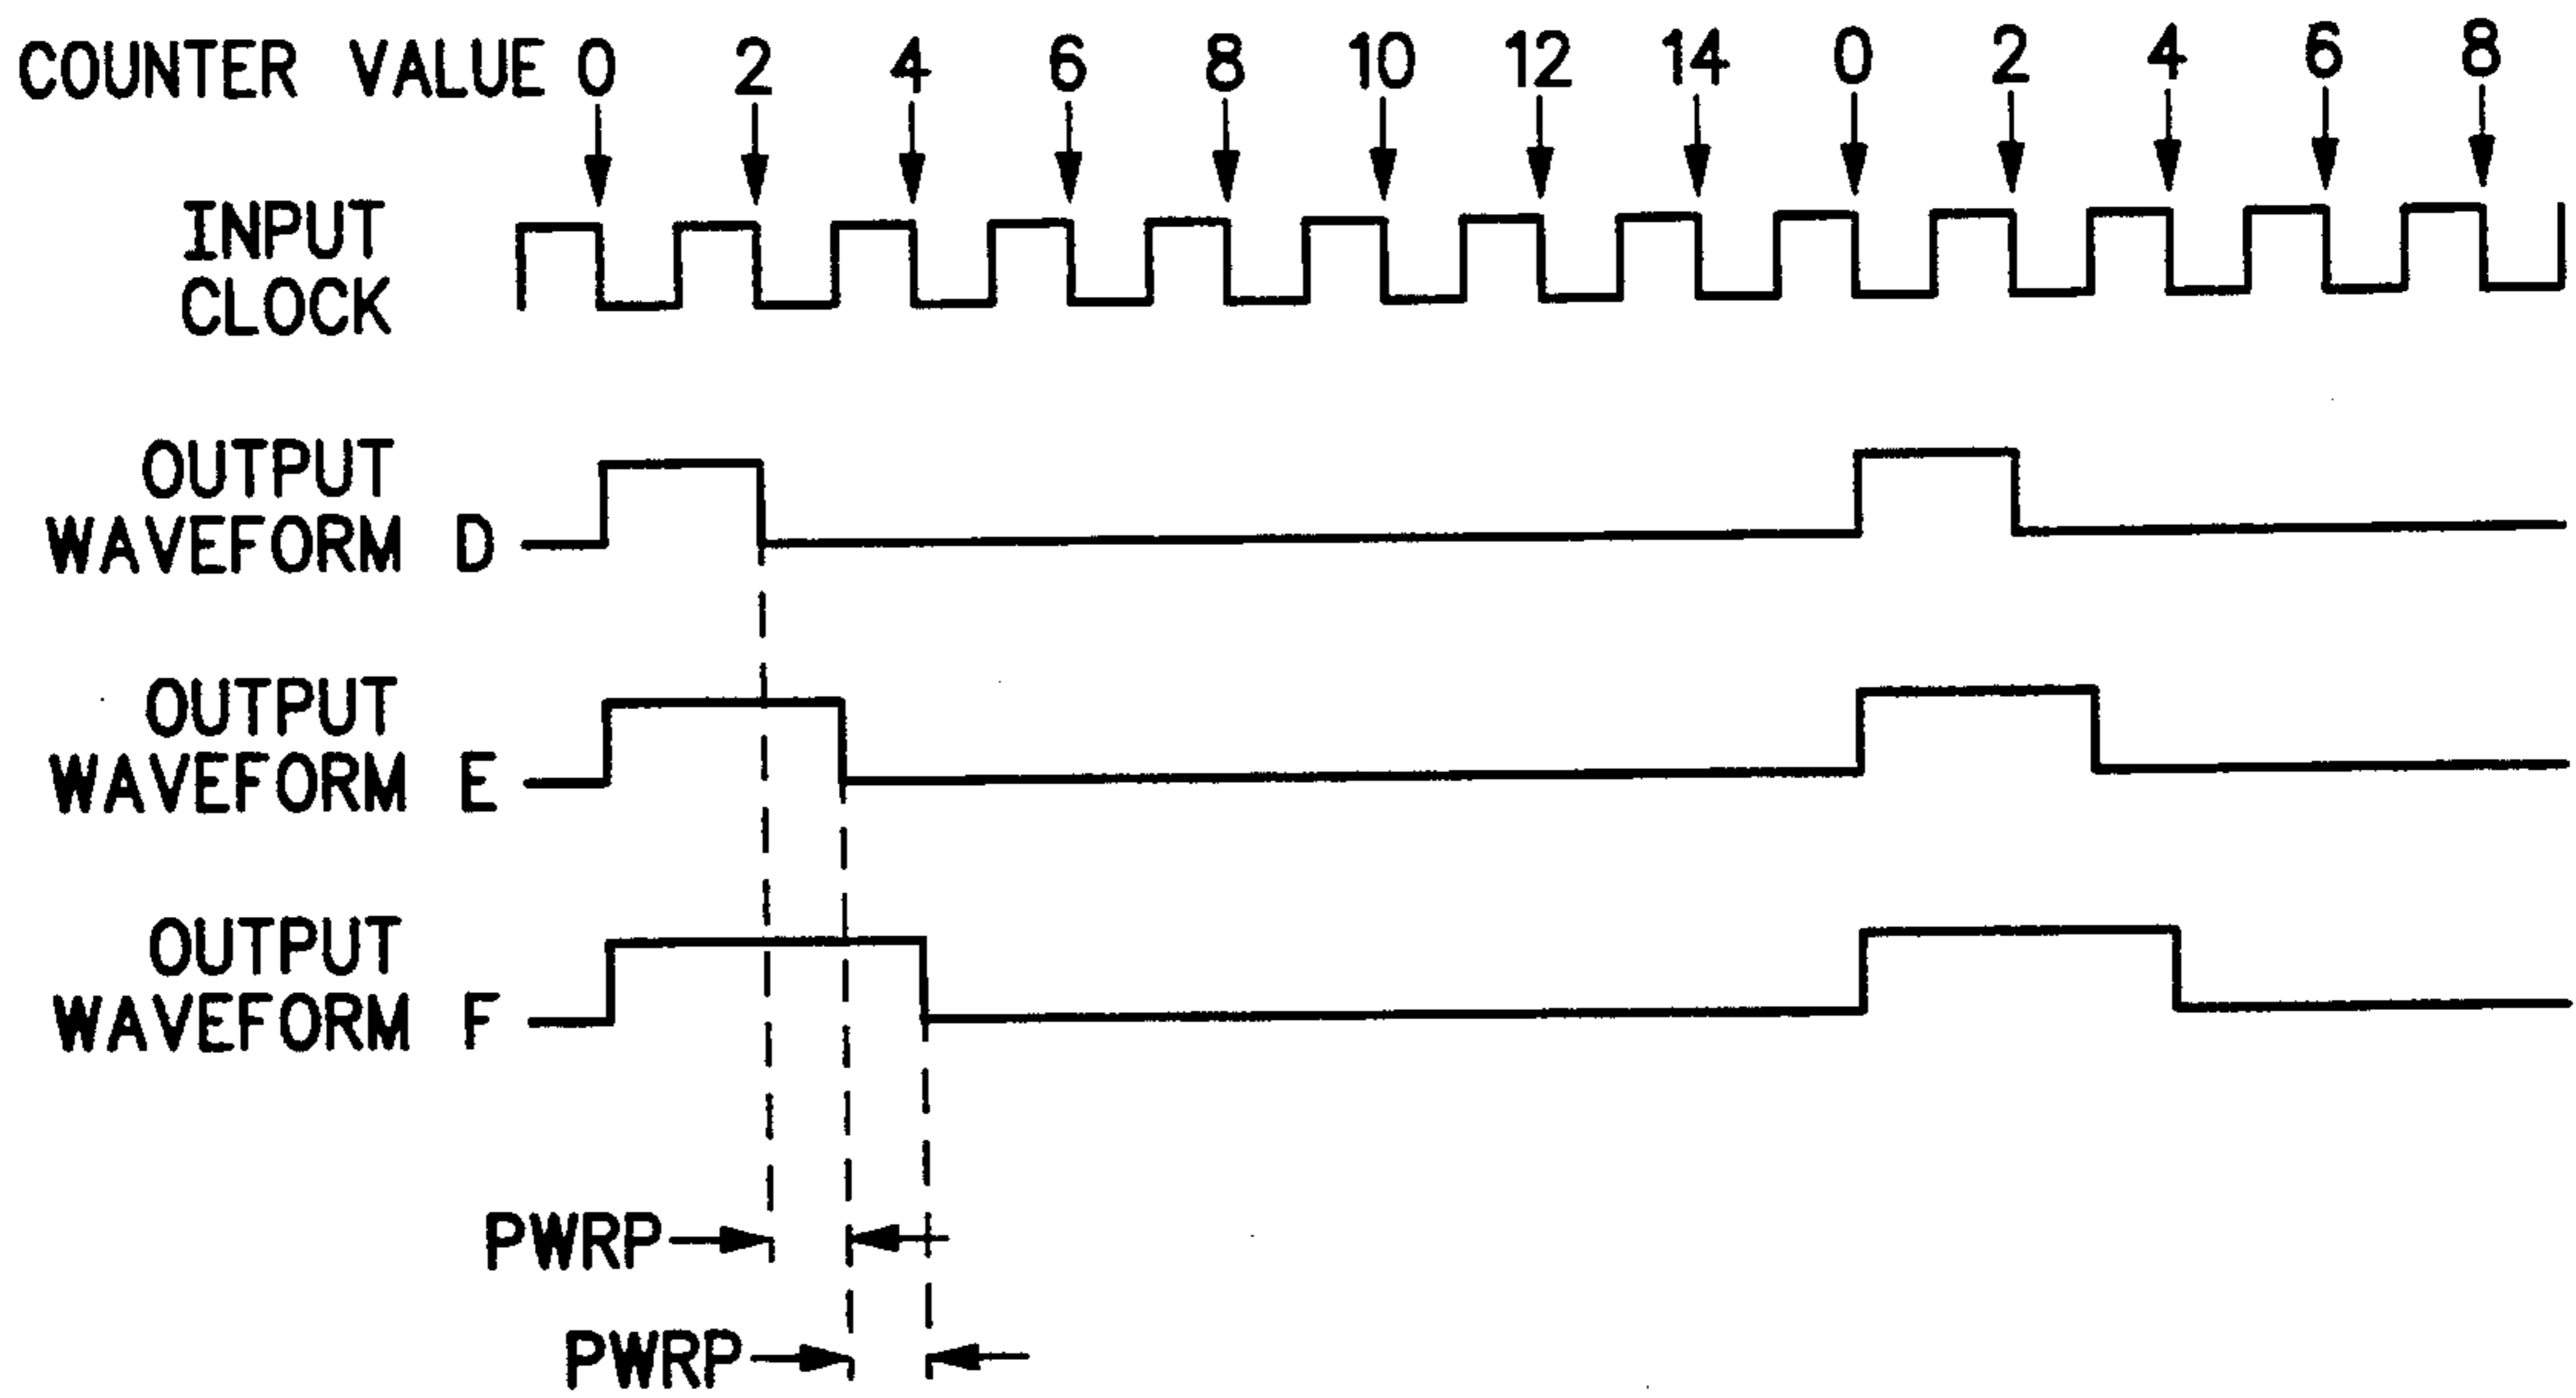 COUNTER VALUE 0 2 4 6 8 10 12 14 0 2 4 6 8
INPUT
CLOCK
OUTPUT
WAVEFORM D
OUTPUT
WAVEFORM E
OUTPUT
WAVEFORM F
PWRP
PWRP